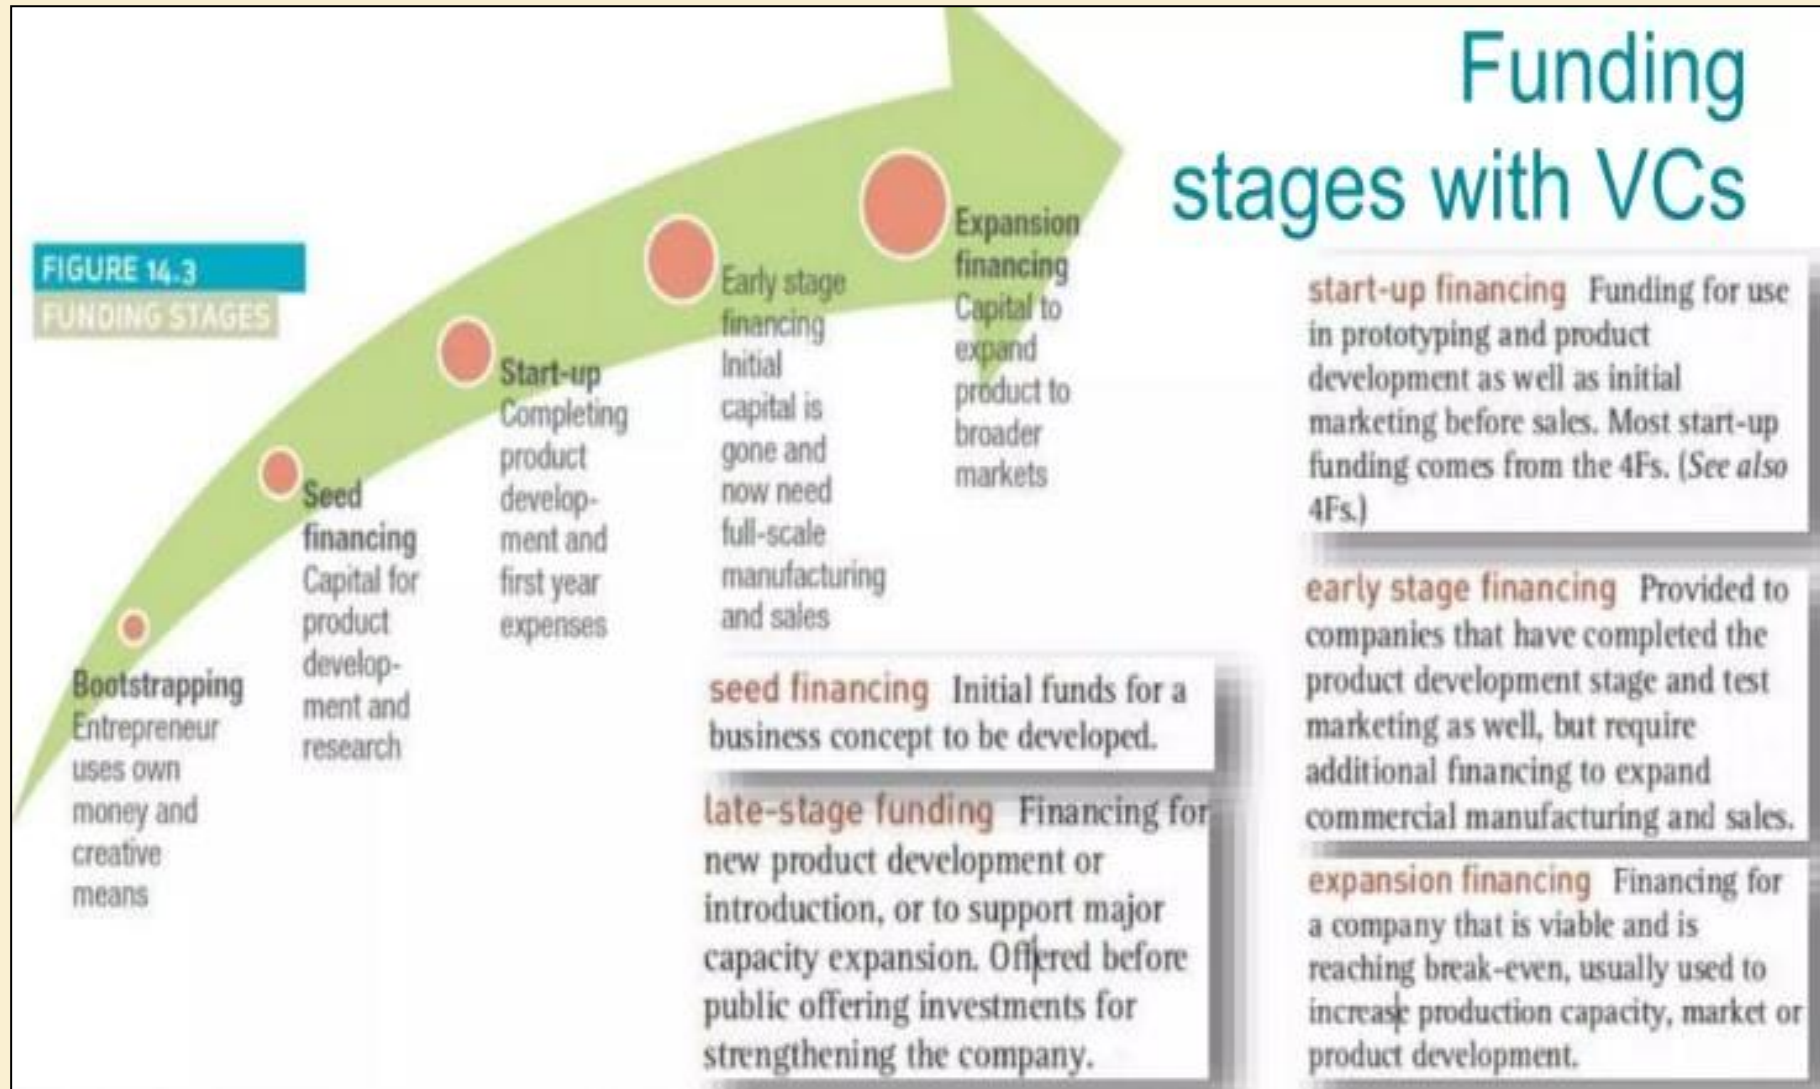 Funding
stages with VCs
FIGURE 14.3
FUNDING STAGES
Bootstrapping
Entrepreneur
uses own
money and
creative
means
Seed
financing
Capital for
product
develop-
ment and
research
Start-up
Completing
product
develop-
ment and
first year
expenses
Early stage
financing
Initial
capital is
gone and
now need
full-scale
manufacturing
and sales
Expansion
financing
Capital to
expand
product to
broader
markets
seed financing Initial funds for a
business concept to be developed.
late-stage funding Financing for
new product development or
introduction, or to support major
capacity expansion. Offered before
public offering investments for
strengthening the company.
start-up financing Funding for use
in prototyping and product
development as well as initial
marketing before sales. Most start-up
funding comes from the 4Fs. (See also
4Fs.)
early stage financing Provided to
companies that have completed the
product development stage and test
marketing as well, but require
additional financing to expand
commercial manufacturing and sales.
expansion financing Financing for
a company that is viable and is
reaching break-even, usually used to
increase production capacity, market or
product development.